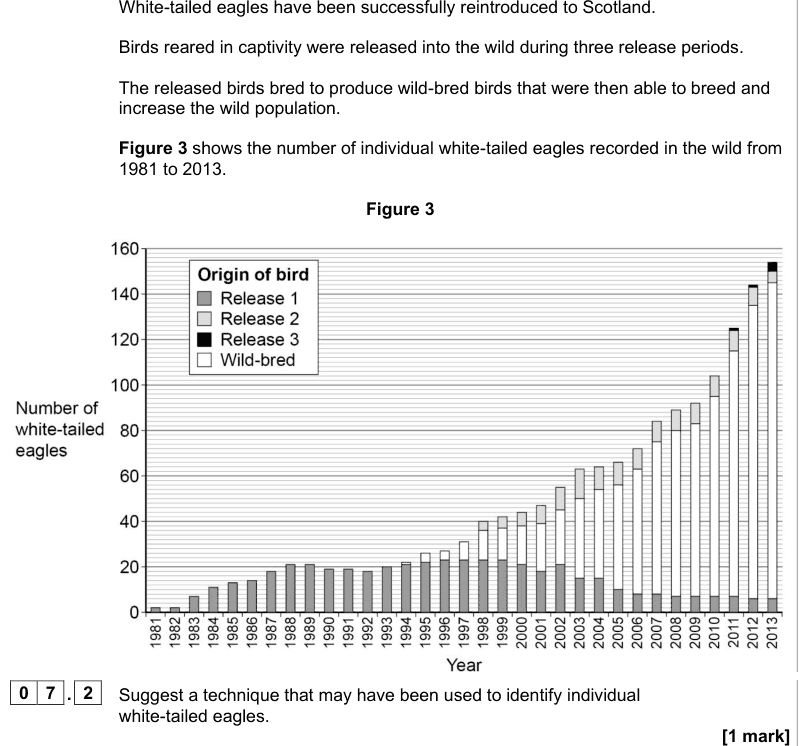 White-tailed eagles have been successfully reintroduced to Scotland.
Birds reared in captivity were released into the wild during three release periods.
The released birds bred to produce wild-bred birds that were then able to breed and
increase the wild population.
Figure 3 shows the number of individual white-tailed eagles recorded in the wild from
1981 to 2013.
Figure 3
160
140
120
100
80
60
40
20
0
Origin of bird
Release 1
Release 2
Release 3
Wild-bred
Number of
white-tailed
eagles
1981
1982
1983
1984
1985
1986
1987
1988
1989
1990
1991
1992
1993
1994
1995
1996
1997
1998
1999
2000
2001
2002
2003
2004
2005
2006
2007
2008
2009
2010
2011
2012
2013
Year
0 7 . 2 Suggest a technique that may have been used to identify individual
white-tailed eagles.
[1 mark]